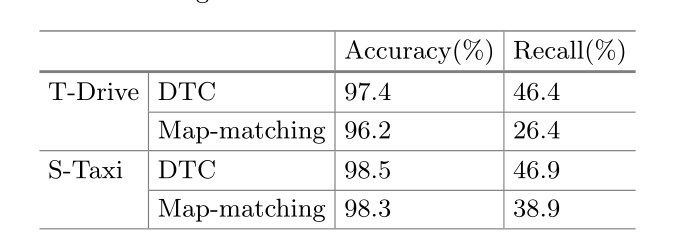 Accuracy(%) Recall(%)
T-Drive DTC 97.4 46.4
Map-matching 96.2 26.4
S-Taxi DTC 98.5 46.9
Map-matching 98.3 38.9